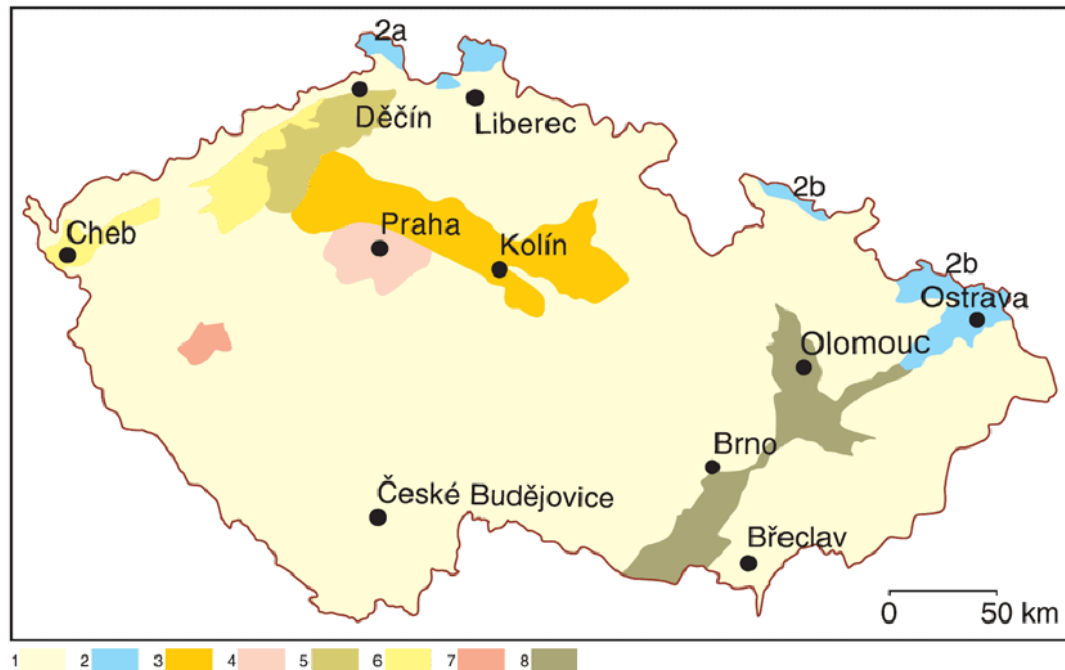 2a
Děčín
Liberec
2b
Praha
Cheb
Kolín
2b
Ostrava
Olomouc
Brno
České Budějovice
Břeclav
0 50 km
1 2 3 4 5 6 7 8